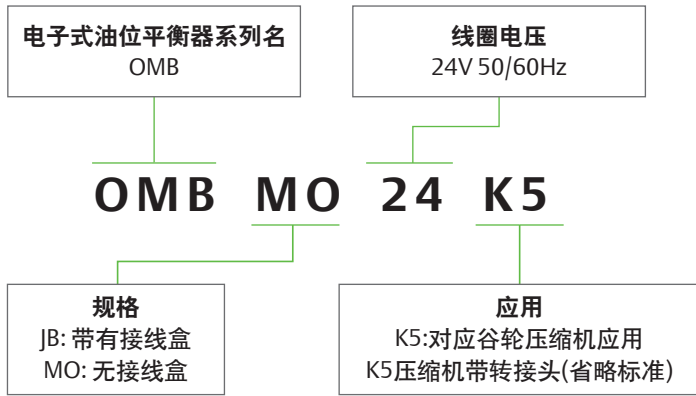 电子式油位平衡器系列名
OMB
线圈电压
24V 50/60Hz
OMB MO 24 K5
规格
JB: 带有接线盒
MO: 无接线盒
应用
K5:对应谷轮压缩机应用
K5压缩机带转接头(省略标准)